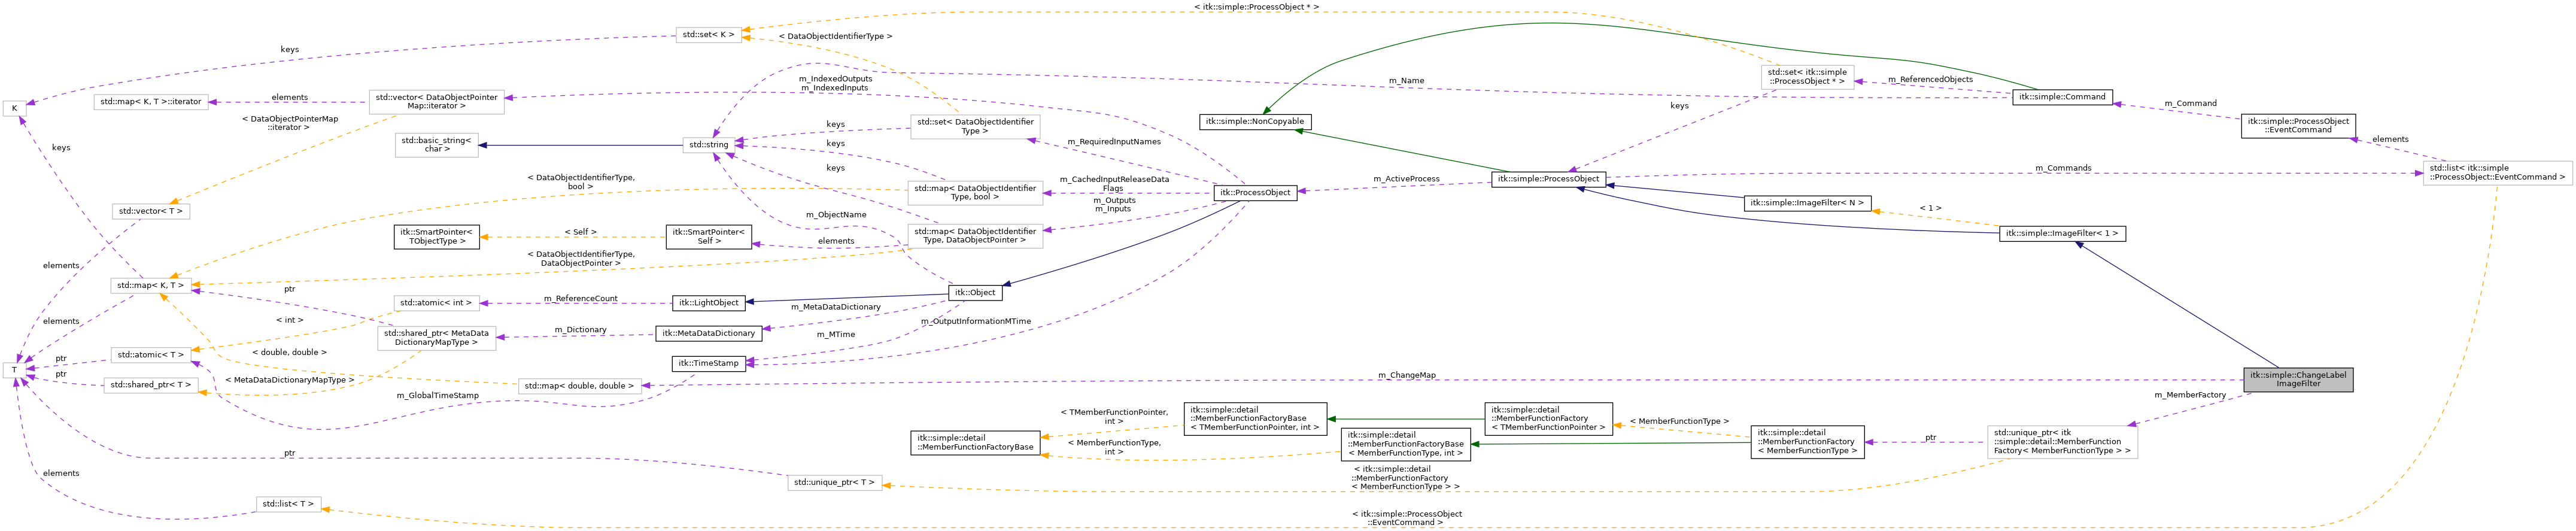 < itk::simple::ProcessObject * >
std::set< K >
< DataObjectIdentifierType >
keys
std::set< itk::simple
::ProcessObject * >
m_ReferencedObjects
m_Name
m_IndexedOutputs
m_IndexedInputs
itk::simple::Command
std::map< K, T >::iterator
elements
std::vector< DataObjectPointer
Map::iterator >
K
m_Command
keys
itk::simple::NonCopyable
itk::simple::ProcessObject
::EventCommand
< DataObjectPointerMap
::iterator >
std::set< DataObjectIdentifier
Type >
keys
elements
std::basic_string<
char >
std::string
keys
m_RequiredInputNames
keys
keys
std::list< itk::simple
::ProcessObject::EventCommand >
m_Commands
m_ActiveProcess
itk::simple::ProcessObject
< DataObjectIdentifierType,
bool >
std::map< DataObjectIdentifier
Type, bool >
m_CachedInputReleaseData
Flags
itk::ProcessObject
m_Outputs
m_Inputs
itk::simple::ImageFilter< N >
< 1 >
std::vector< T >
m_ObjectName
itk::SmartPointer<
TObjectType >
< Self >
itk::SmartPointer<
Self >
elements
std::map< DataObjectIdentifier
Type, DataObjectPointer >
itk::simple::ImageFilter< 1 >
< DataObjectIdentifierType,
DataObjectPointer >
elements
std::map< K, T >
ptr
std::atomic< int >
m_ReferenceCount
itk::LightObject
itk::Object
m_MetaDataDictionary
elements
< int >
m_OutputInformationMTime
std::shared_ptr< MetaData
DictionaryMapType >
m_Dictionary
itk::MetaDataDictionary
m_MTime
std::atomic< T >
ptr
< double, double >
itk::TimeStamp
T
ptr
std::shared_ptr< T >
< MetaDataDictionaryMapType >
std::map< double, double >
m_ChangeMap
itk::simple::ChangeLabel
ImageFilter
m_GlobalTimeStamp
m_MemberFactory
< TMemberFunctionPointer,
int >
itk::simple::detail
::MemberFunctionFactoryBase
< TMemberFunctionPointer, int >
itk::simple::detail
::MemberFunctionFactory
< TMemberFunctionPointer >
< MemberFunctionType >
itk::simple::detail
::MemberFunctionFactoryBase
< MemberFunctionType,
int >
itk::simple::detail
::MemberFunctionFactoryBase
< MemberFunctionType, int >
itk::simple::detail
::MemberFunctionFactory
< MemberFunctionType >
ptr
std::unique_ptr< itk
::simple::detail::MemberFunction
Factory< MemberFunctionType > >
ptr
elements
std::unique_ptr< T >
< itk::simple::detail
::MemberFunctionFactory
< MemberFunctionType > >
std::list< T >
< itk::simple::ProcessObject
::EventCommand >